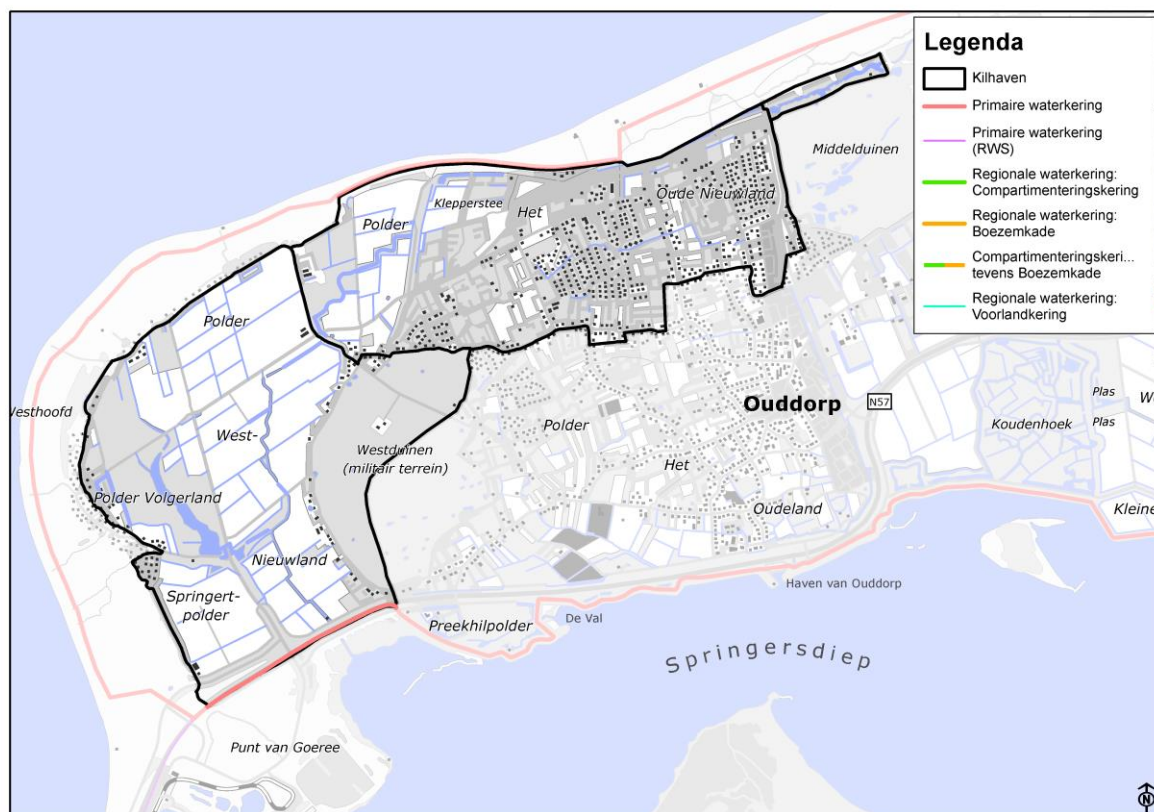 Legenda
Kilhaven
Primaire waterkering
Primaire waterkering
(RWS)
Regionale waterkering:
Compartimenteringskering
Regionale waterkering:
Boezemkade
Compartimenteringskeri...
tevens Boezemkade
Regionale waterkering:
Voorlandkering
Middelduinen
Oude Nieuwland
Klepperstee
Het
Polder
Polder
Westhoofd
West-
Westduinen
(militair terrein)
Polder Volgerland
Nieuwland
Springert-
polder
Ouddorp
N57
Polder
Het
Oudeland
Koudenhoek
Plas
Plas
W
Kleine
Haven van Ouddorp
De Val
Preekhilpolder
Springersdiep
Punt van Goeree
N